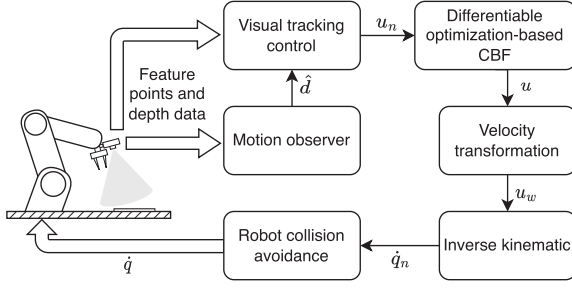 Visual tracking
control
u_n
Differentiable
optimization-based
CBF
Feature
points and
depth data
d̂
u
Motion observer
Velocity
transformation
u_w
Robot collision
avoidance
q̇_n
Inverse kinematic
q̇